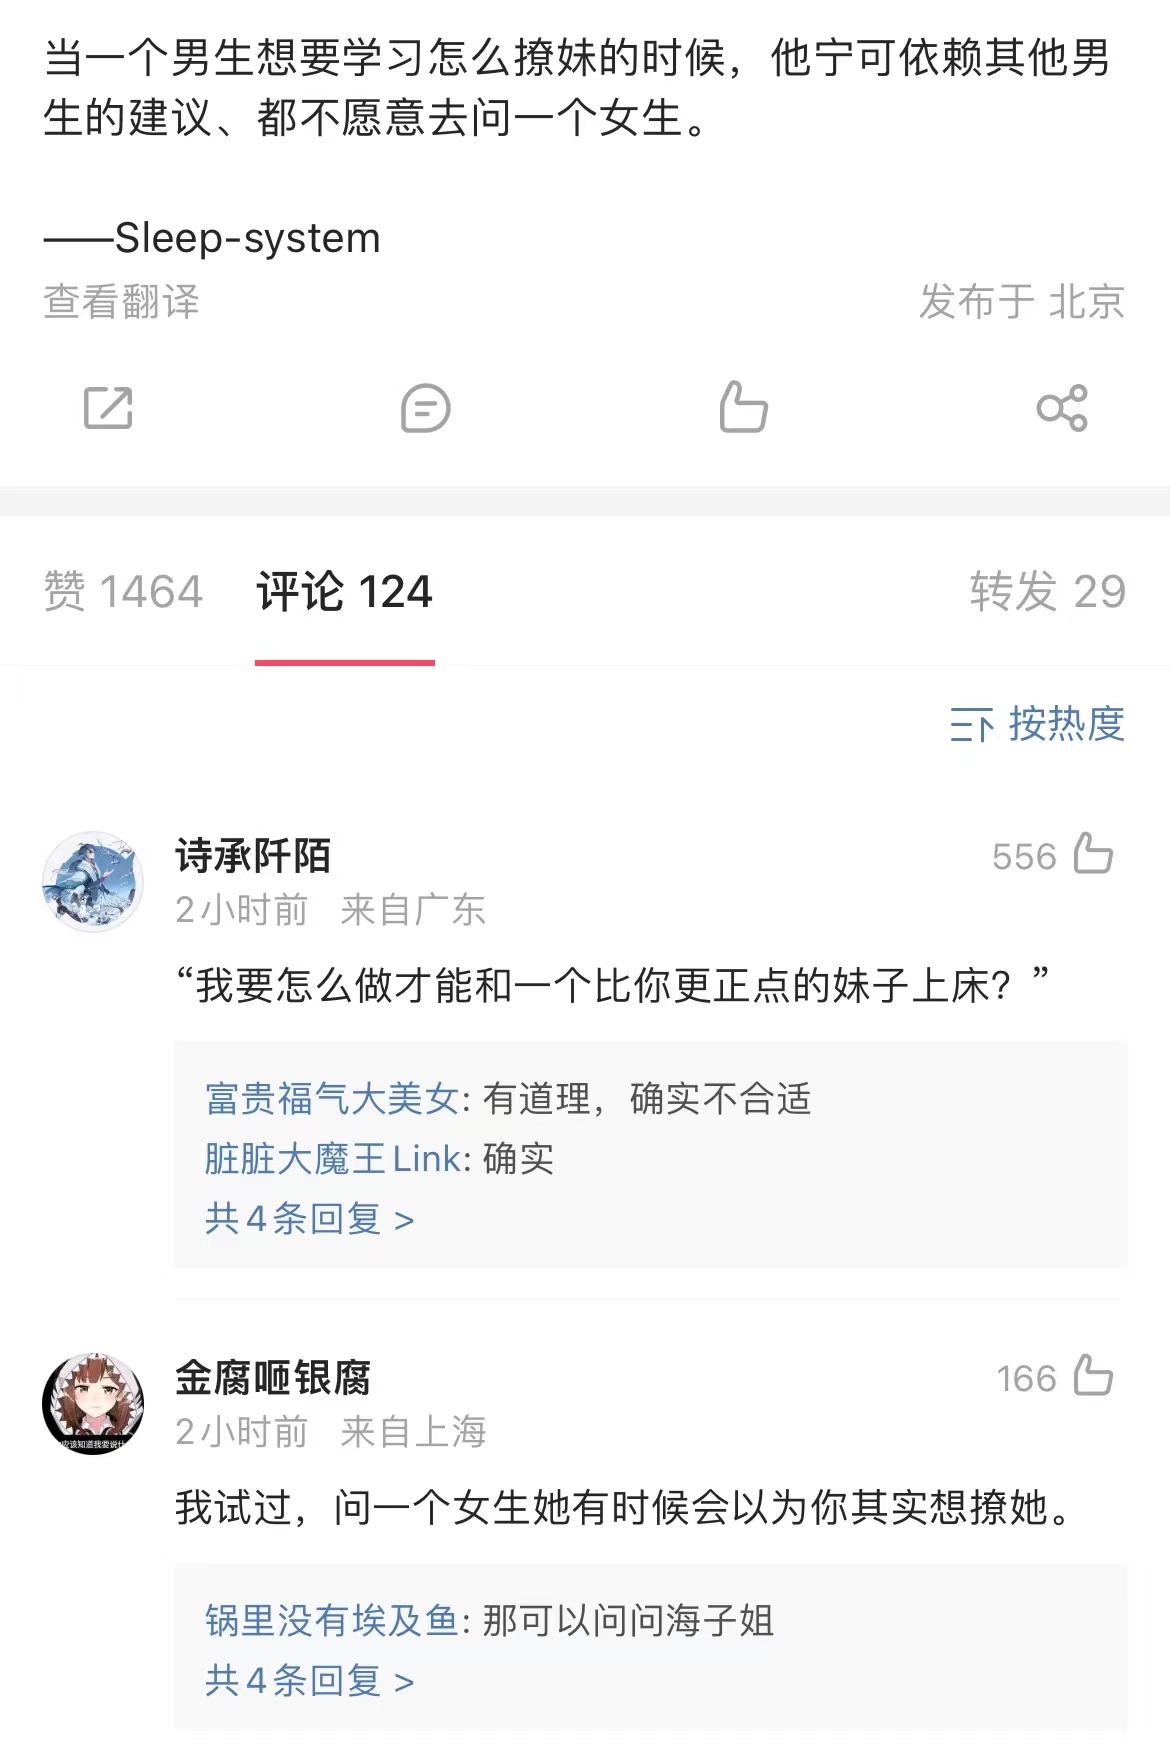 当一个男生想要学习怎么撩妹的时候，他宁可依赖其他男
生的建议、都不愿意去问一个女生。
——Sleep-system
查看翻译 发布于 北京
赞 1464 评论 124 转发 29
按热度
诗承阡陌 556
2小时前 来自广东
“我要怎么做才能和一个比你更正点的妹子上床？”
富贵福气大美女: 有道理，确实不合适
脏脏大魔王Link: 确实
共4条回复 >
金腐咂银腐 166
2小时前 来自上海
应该知道我要说什
我试过，问一个女生她有时候会以为你其实想撩她。
锅里没有埃及鱼: 那可以问问海子姐
共4条回复 >